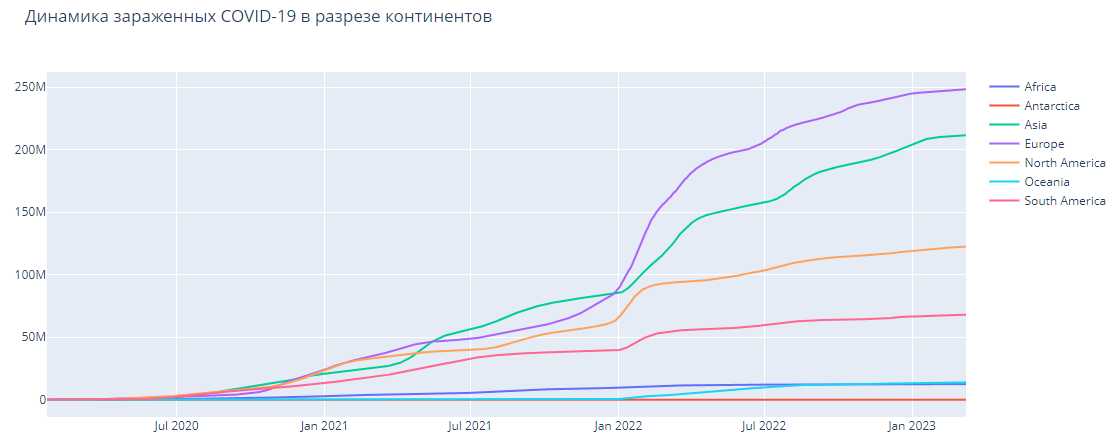 Динамика зараженных COVID-19 в разрезе континентов
250M
200M
150M
100M
50M
0
Jul 2020
Jan 2021
Jul 2021
Jan 2022
Jul 2022
Jan 2023
Africa
Antarctica
Asia
Europe
North America
Oceania
South America